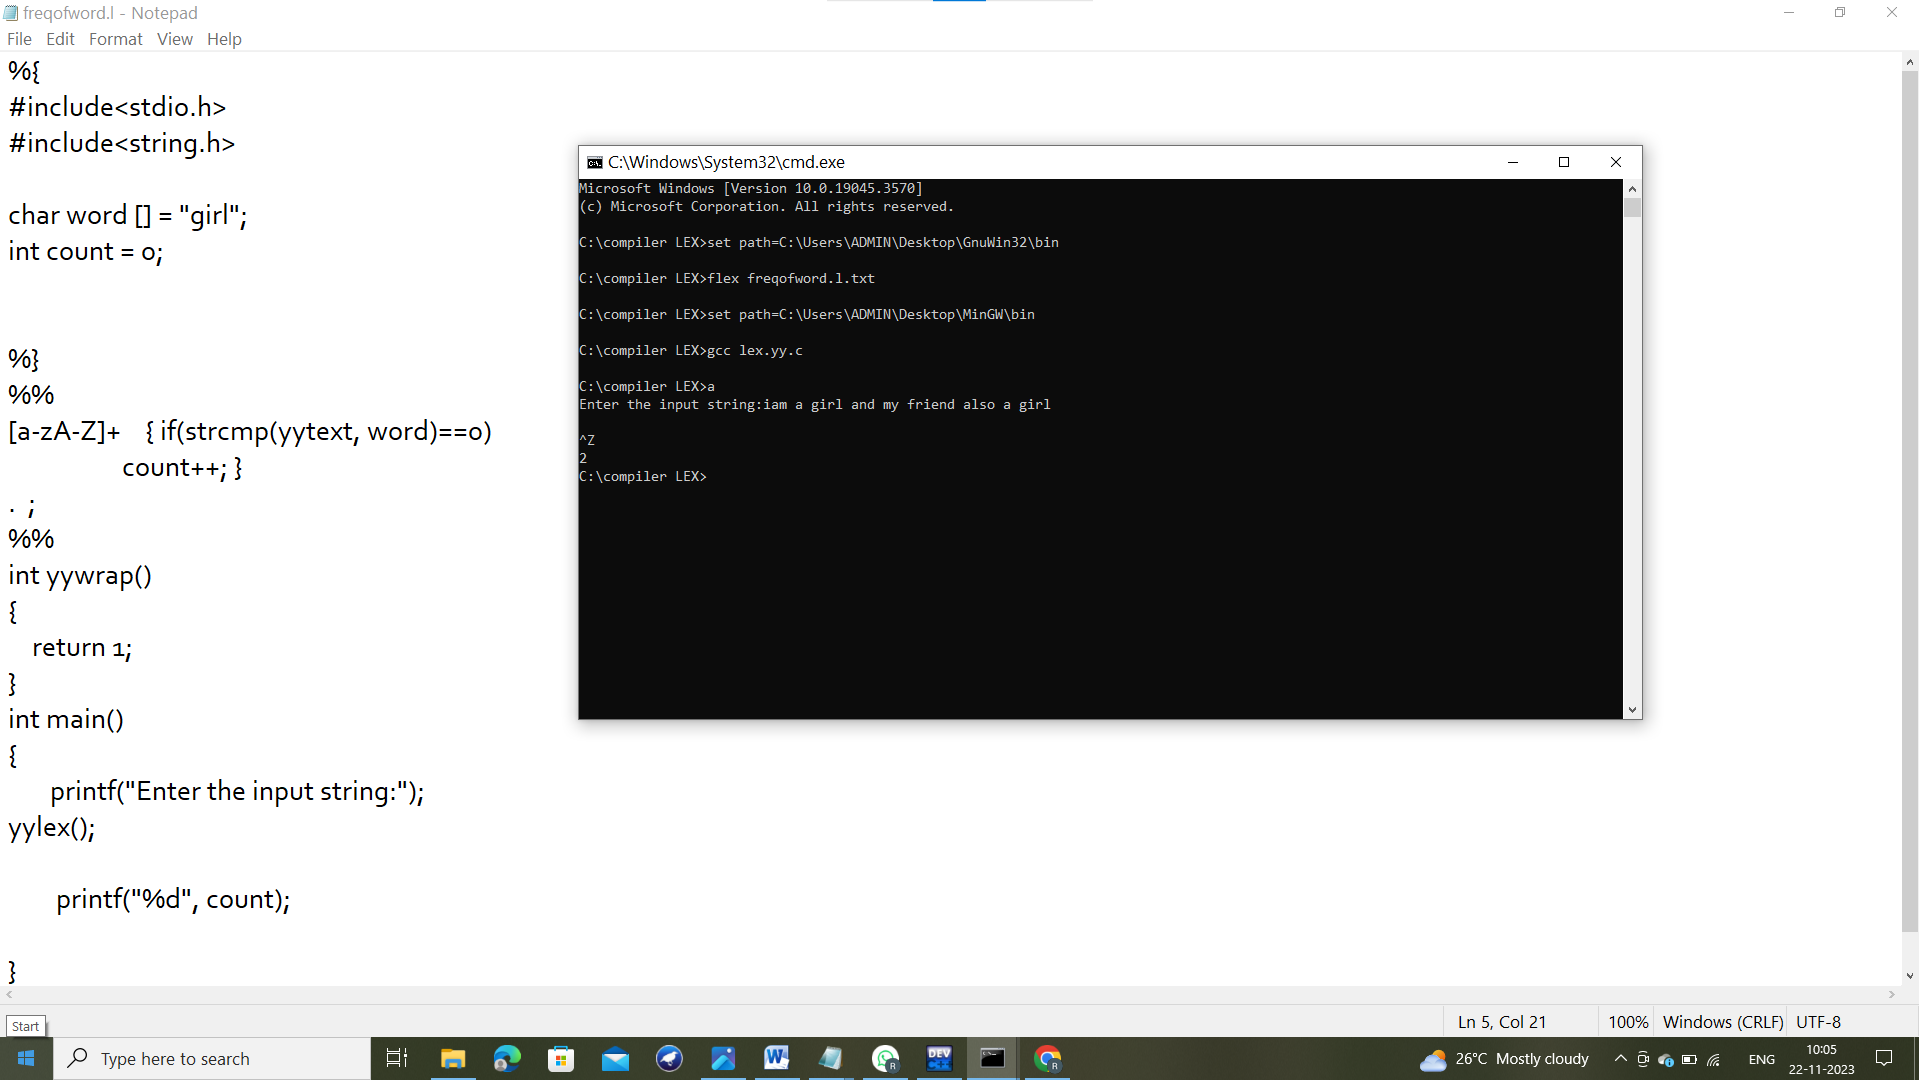 freqofword.l - Notepad
File Edit Format View Help
%{
#include<stdio.h>
#include<string.h>
char word [] = "girl";
int count = 0;
%}
%%
[a-zA-Z]+ { if(strcmp(yytext, word)==0)
count++; }
. ;
%%
int yywrap()
{
return 1;
}
int main()
{
printf("Enter the input string:");
yylex();
printf("%d", count);
}
C:\Windows\System32\cmd.exe
Microsoft Windows [Version 10.0.19045.3570]
(c) Microsoft Corporation. All rights reserved.
C:\compiler LEX>set path=C:\Users\ADMIN\Desktop\GnuWin32\bin
C:\compiler LEX>flex freqofword.l.txt
C:\compiler LEX>set path=C:\Users\ADMIN\Desktop\MinGW\bin
C:\compiler LEX>gcc lex.yy.c
C:\compiler LEX>a
Enter the input string:iam a girl and my friend also a girl
^Z
2
C:\compiler LEX>
Ln 5, Col 21 100% Windows (CRLF) UTF-8
Start
Type here to search
W
R
DEV
C++
R
26°C Mostly cloudy
ENG
10:05
22-11-2023